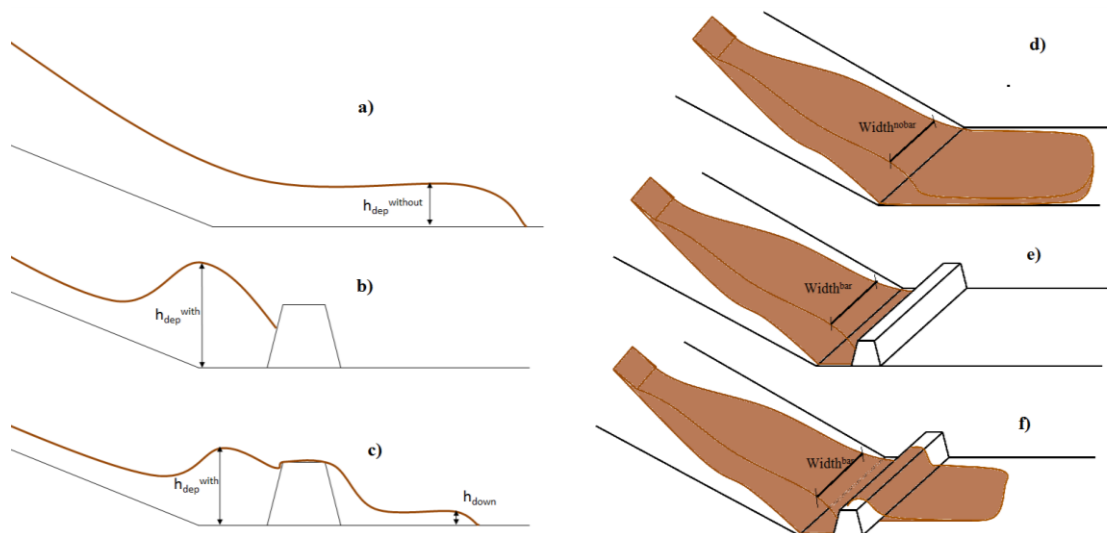 a)
h_dep^without
b)
h_dep^with
c)
h_dep^with
h_down
d)
Width^nobar
e)
Width^bar
f)
Width^bar